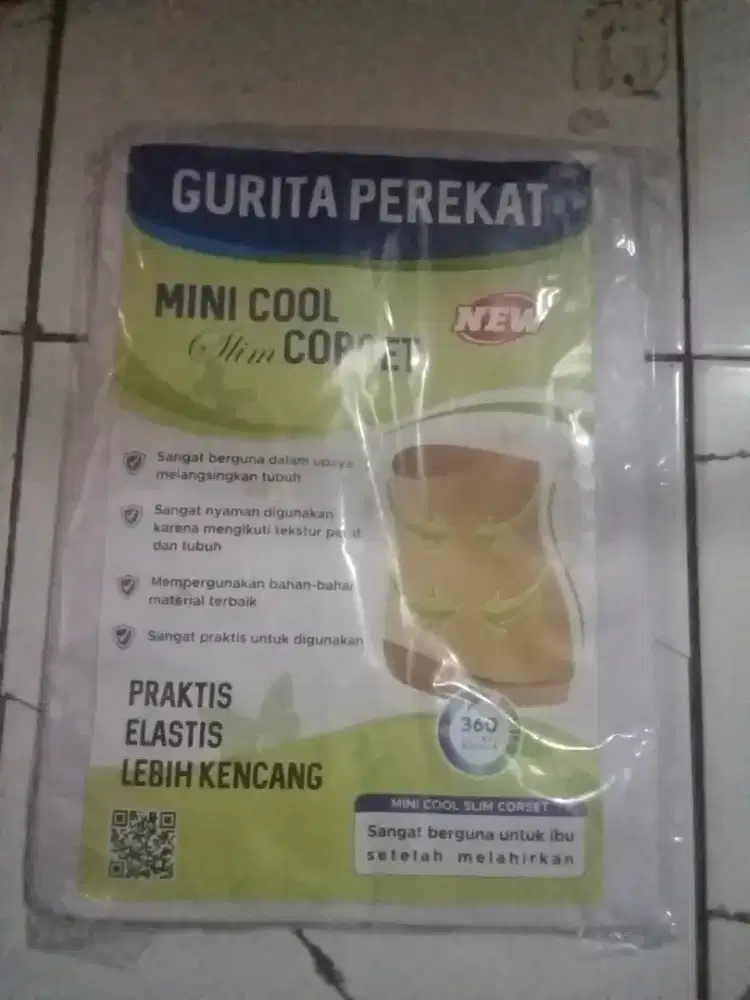 GURITA PEREKAT
MINI COOL
Slim CORSET
NEW
Sangat berguna dalam upaya
melangsingkan tubuh
Sangat nyaman digunakan
karena mengikuti tekstur perut
dan tubuh
Mempergunakan bahan-bahan
material terbaik
Sangat praktis untuk digunakan
PRAKTIS
ELASTIS
LEBIH KENCANG
360
MINI COOL SLIM CORSET
Sangat berguna untuk ibu
setelah melahirkan